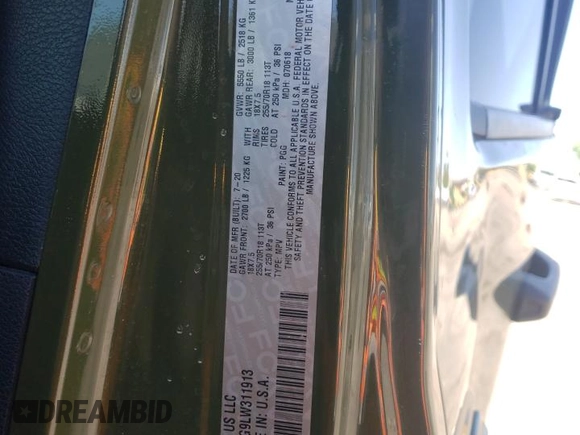 US LLC
G9LW311913
IN: U.S.A.
DATE OF MFR (BUILT): 7-20 GVWR: 5550 LB / 2518 KG
GAWR FRONT: 2700 LB / 1225 KG WITH GAWR REAR: 3000 LB / 1361 K
18X7.5 RIMS 18X7.5
255/70R18 113T TIRES 255/70R18 113T
AT 250 kPa / 36 PSI COLD AT 250 kPa / 36 PSI
TYPE: MPV PAINT: PGG MDH: 070618
THIS VEHICLE CONFORMS TO ALL APPLICABLE U.S.A. FEDERAL MOTOR VEHIC
SAFETY AND THEFT PREVENTION STANDARDS IN EFFECT ON THE DATE OF
MANUFACTURE SHOWN ABOVE.
DREAMBID